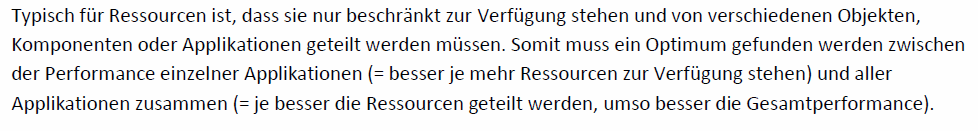 Typisch für Ressourcen ist, dass sie nur beschränkt zur Verfügung stehen und von verschiedenen Objekten,
Komponenten oder Applikationen geteilt werden müssen. Somit muss ein Optimum gefunden werden zwischen
der Performance einzelner Applikationen (= besser je mehr Ressourcen zur Verfügung stehen) und aller
Applikationen zusammen (= je besser die Ressourcen geteilt werden, umso besser die Gesamtperformance).